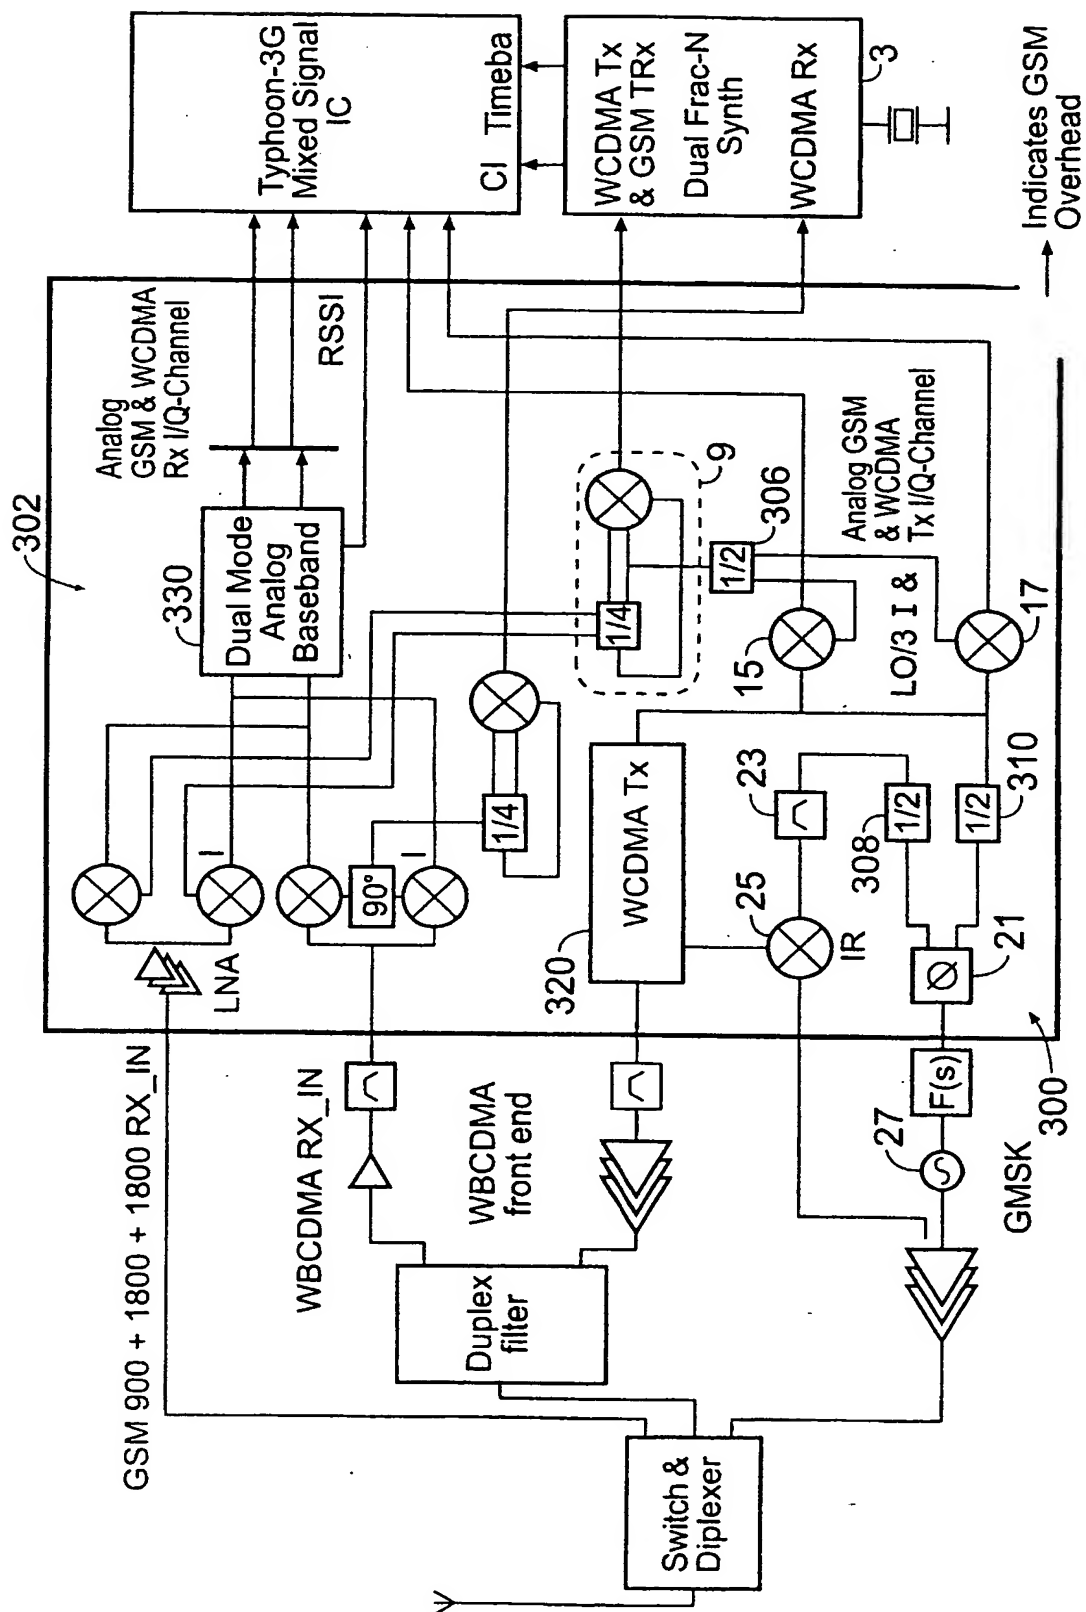 302
330
Analog
GSM & WCDMA
Rx I/Q-Channel
Dual Mode
Analog
Baseband
RSSI
Typhoon-3G
Mixed Signal
IC
CI
Timeba
WCDMA Tx
& GSM TRx
Dual Frac-N
Synth
WCDMA Rx
3
Indicates GSM
Overhead
GSM 900 + 1800 + 1800 RX_IN
LNA
I
90°
I
1/4
1/4
9
1/2
306
Analog GSM
& WCDMA
Tx I/Q-Channel
LO/3 I &
15
17
WBCDMA RX_IN
WBCDMA
front end
Duplex
filter
Switch &
Diplexer
320
WCDMA Tx
25
IR
23
308
1/2
1/2
310
Ø
21
300
F(s)
27
GMSK